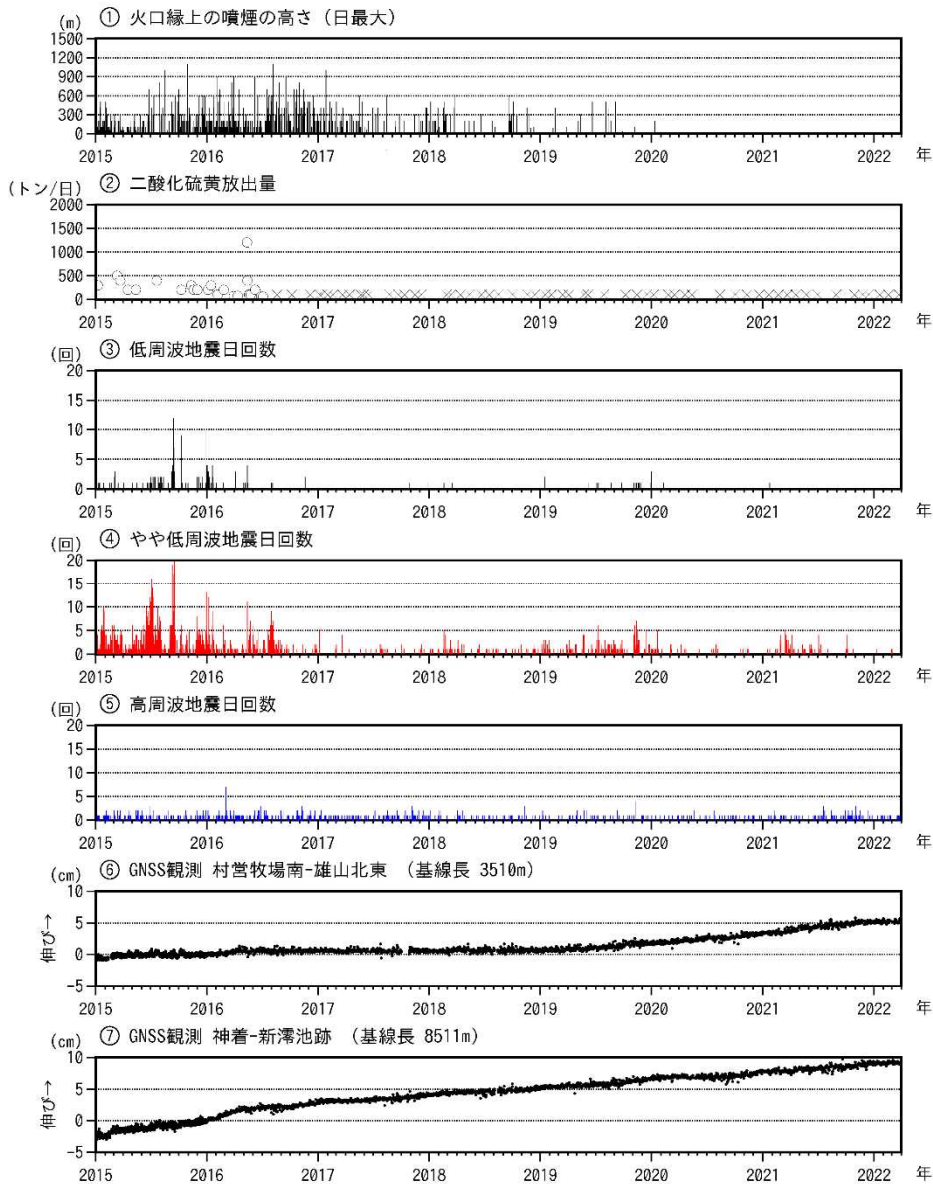 (m) ① 火口縁上の噴煙の高さ（日最大）
1500
1200
900
600
300
0
2015 2016 2017 2018 2019 2020 2021 2022 年
(トン/日) ② 二酸化硫黄放出量
2000
1500
1000
500
0
2015 2016 2017 2018 2019 2020 2021 2022 年
(回) ③ 低周波地震日回数
20
15
10
5
0
2015 2016 2017 2018 2019 2020 2021 2022 年
(回) ④ やや低周波地震日回数
20
15
10
5
0
2015 2016 2017 2018 2019 2020 2021 2022 年
(回) ⑤ 高周波地震日回数
20
15
10
5
0
2015 2016 2017 2018 2019 2020 2021 2022 年
(cm) ⑥ GNSS観測 村営牧場南-雄山北東 （基線長 3510m）
10
5
0
-5
伸び→
2015 2016 2017 2018 2019 2020 2021 2022 年
(cm) ⑦ GNSS観測 神着-新澪池跡 （基線長 8511m）
10
5
0
-5
伸び→
2015 2016 2017 2018 2019 2020 2021 2022 年